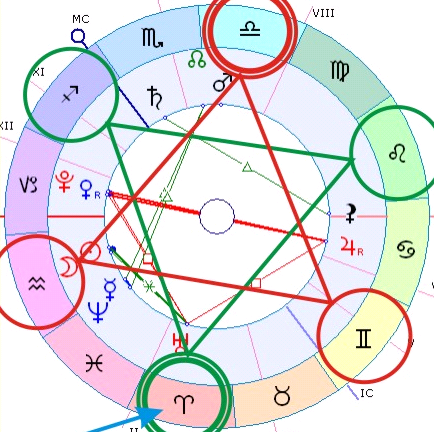 MC
VIII
♏
♎
♍
XI
♐
♄
☊
♂
♌
XII
♑
♇
♀R
⚳
♃R
♋
☽
☉
♒
♆
☿
♓
♅
♊
♈
♉
IC
II